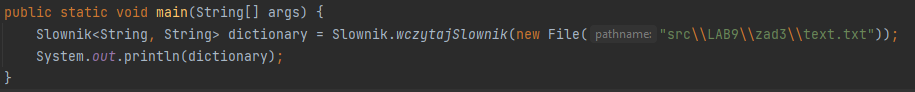 public static void main(String[] args) {
    Slownik<String, String> dictionary = Slownik.wczytajSlownik(new File( pathname: "src\\LAB9\\zad3\\text.txt"));
    System.out.println(dictionary);
}